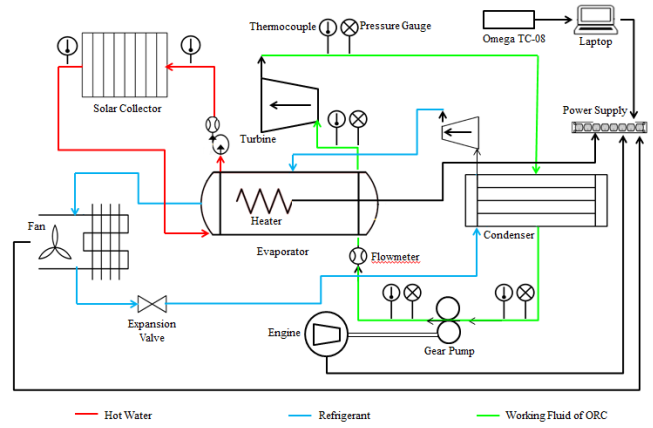 Thermocouple
Pressure Gauge
Omega TC-08
Laptop
Solar Collector
Turbine
Power Supply
Heater
Evaporator
Condenser
Fan
Flowmeter
Expansion
Valve
Engine
Gear Pump
Hot Water
Refrigerant
Working Fluid of ORC